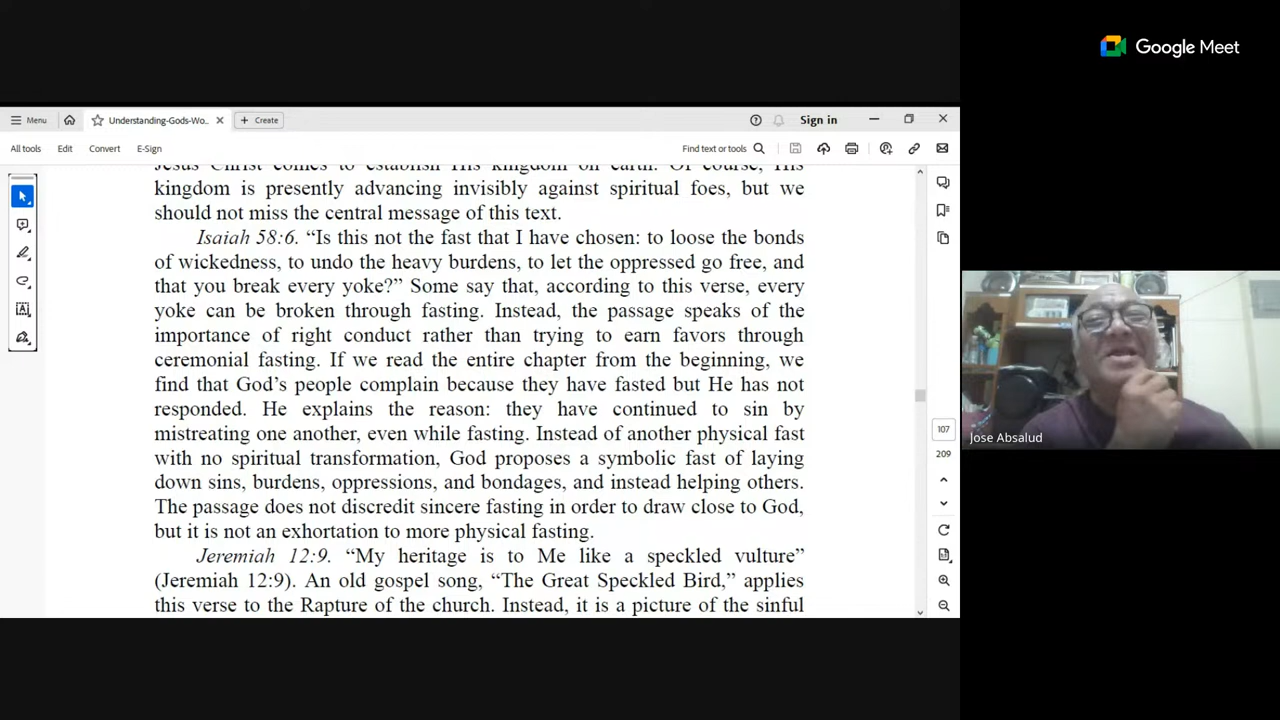 Google Meet
Understanding-Gods-Wo...
Create
Menu
Sign in
All tools
Edit
Convert
E-Sign
Find text or tools
Jesus Christ comes to establish His kingdom on earth. Of course, His
kingdom is presently advancing invisibly against spiritual foes, but we
should not miss the central message of this text.
Isaiah 58:6. “Is this not the fast that I have chosen: to loose the bonds
of wickedness, to undo the heavy burdens, to let the oppressed go free, and
that you break every yoke?” Some say that, according to this verse, every
yoke can be broken through fasting. Instead, the passage speaks of the
importance of right conduct rather than trying to earn favors through
ceremonial fasting. If we read the entire chapter from the beginning, we
find that God’s people complain because they have fasted but He has not
responded. He explains the reason: they have continued to sin by
mistreating one another, even while fasting. Instead of another physical fast
with no spiritual transformation, God proposes a symbolic fast of laying
down sins, burdens, oppressions, and bondages, and instead helping others.
The passage does not discredit sincere fasting in order to draw close to God,
but it is not an exhortation to more physical fasting.
Jeremiah 12:9. “My heritage is to Me like a speckled vulture”
(Jeremiah 12:9). An old gospel song, “The Great Speckled Bird,” applies
this verse to the Rapture of the church. Instead, it is a picture of the sinful
107
209
Jose Absalud